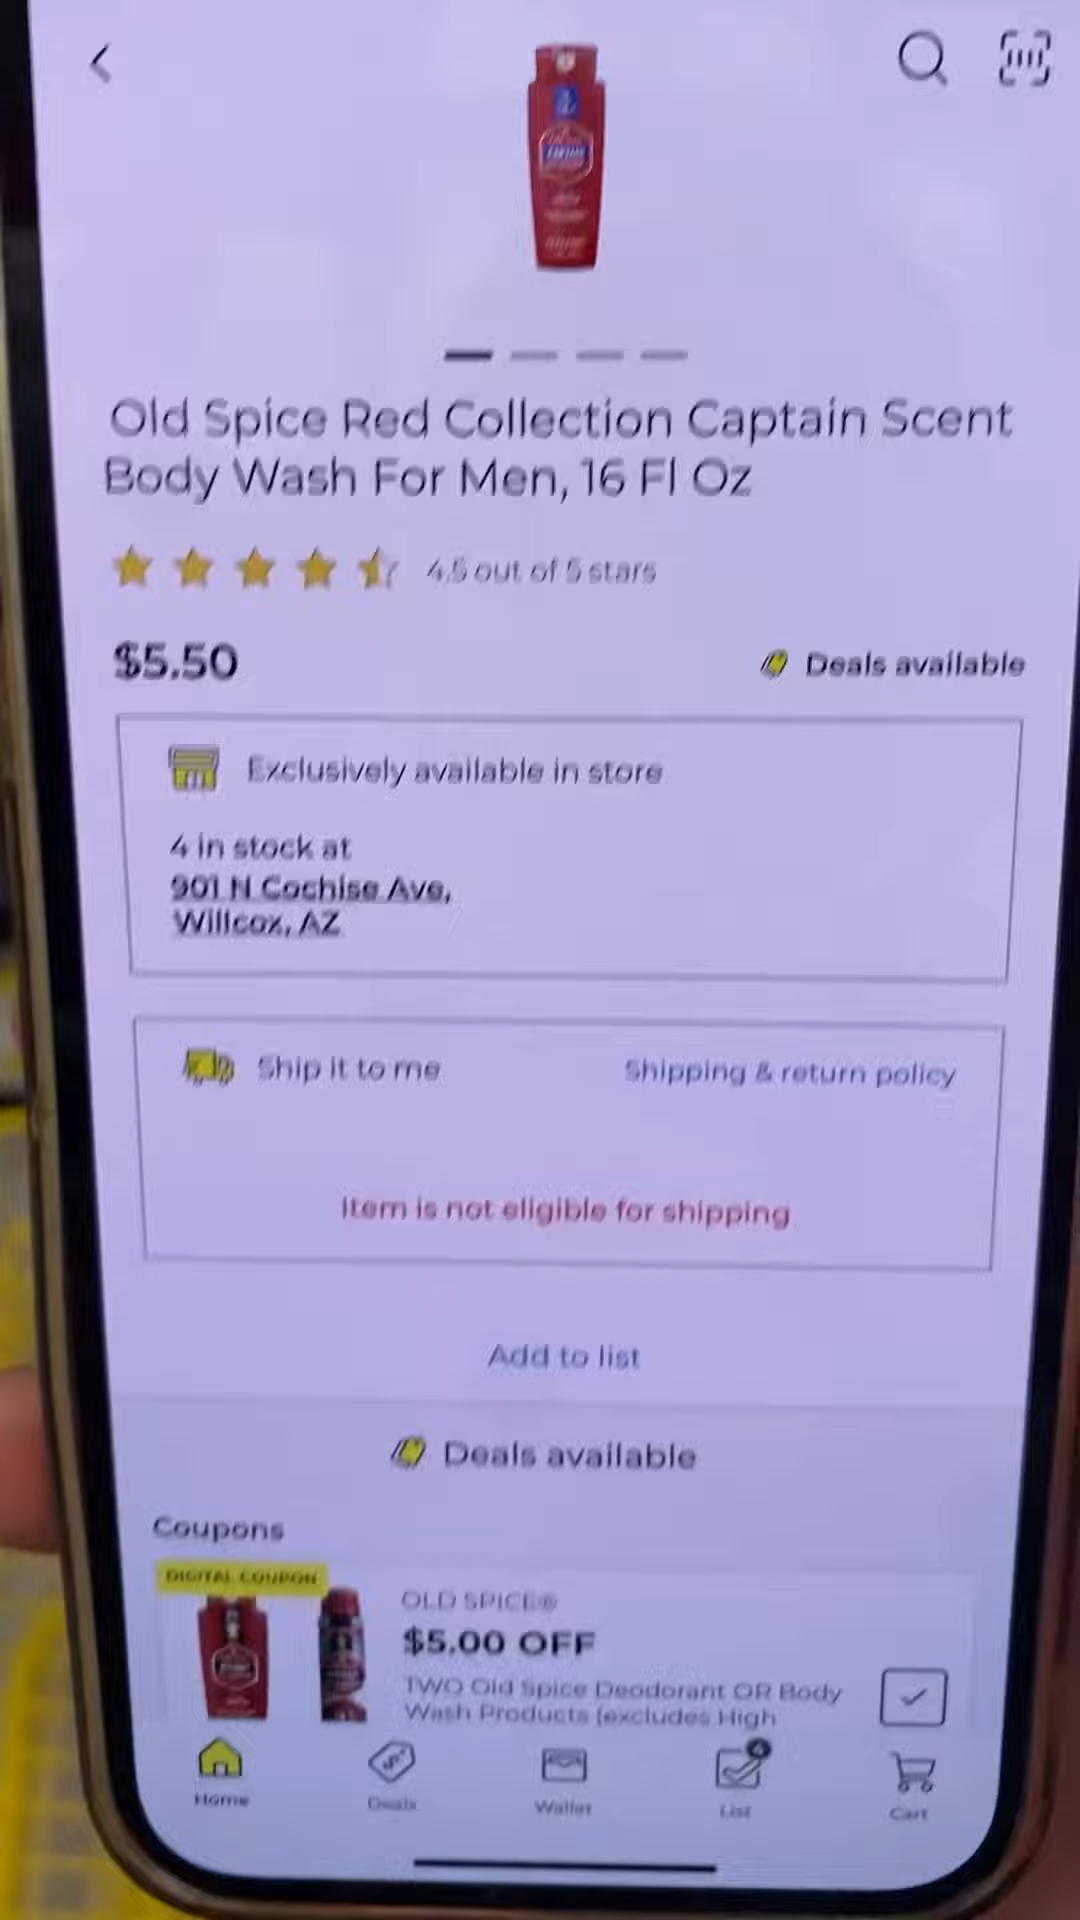 Old Spice Red Collection Captain Scent
Body Wash For Men, 16 Fl Oz
4.5 out of 5 stars
$5.50
Deals available
Exclusively available in store
4 in stock at
901 N Cochise Ave,
Willcox, AZ
Ship it to me
Shipping & return policy
Item is not eligible for shipping
Add to list
Deals available
Coupons
DIGITAL COUPON
OLD SPICE®
$5.00 OFF
TWO Old Spice Deodorant OR Body
Wash Products (excludes High
Home
Deals
Wallet
List
Cart